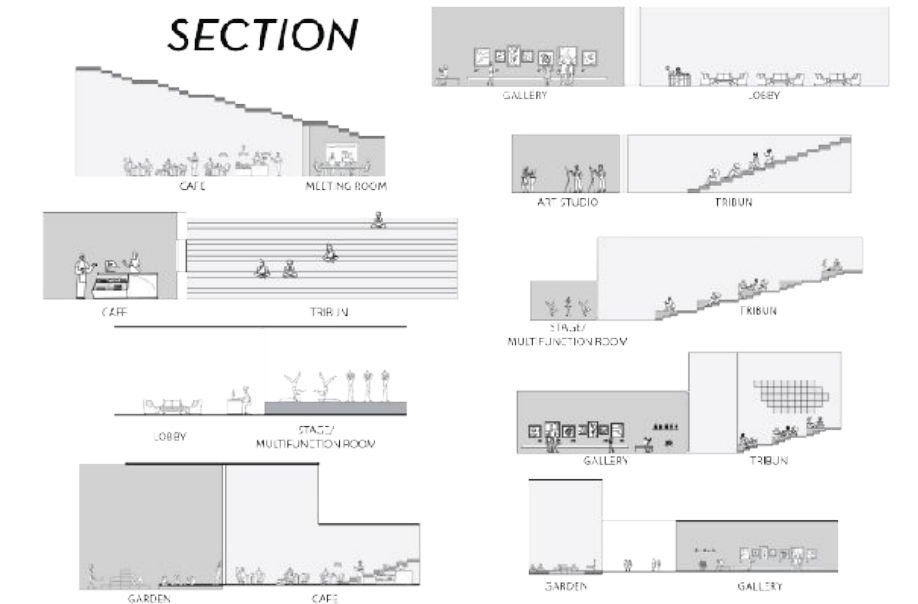 SECTION
GALLERY
LOBBY
CAFE
MEETING ROOM
ART STUDIO
TRIBUN
CAFE
TRIBUN
STAGE/
MULTIFUNCTION ROOM
TRIBUN
LOBBY
STAGE/
MULTIFUNCTION ROOM
GALLERY
TRIBUN
GARDEN
CAFE
GARDEN
GALLERY